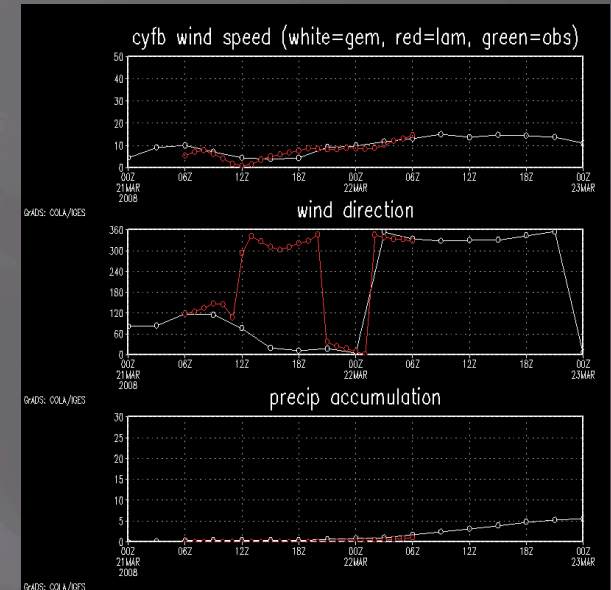 cyfb wind speed (white=gem, red=lam, green=obs)
50
40
30
20
10
0
00Z 06Z 12Z 18Z 00Z 06Z 12Z 18Z 00Z
21MAR 22MAR 23MAR
2008
GrADS: COLA/IGES
wind direction
360
300
240
180
120
60
0
00Z 06Z 12Z 18Z 00Z 06Z 12Z 18Z 00Z
21MAR 22MAR 23MAR
2008
GrADS: COLA/IGES
precip accumulation
30
25
20
15
10
5
0
00Z 06Z 12Z 18Z 00Z 06Z 12Z 18Z 00Z
21MAR 22MAR 23MAR
2008
GrADS: COLA/IGES